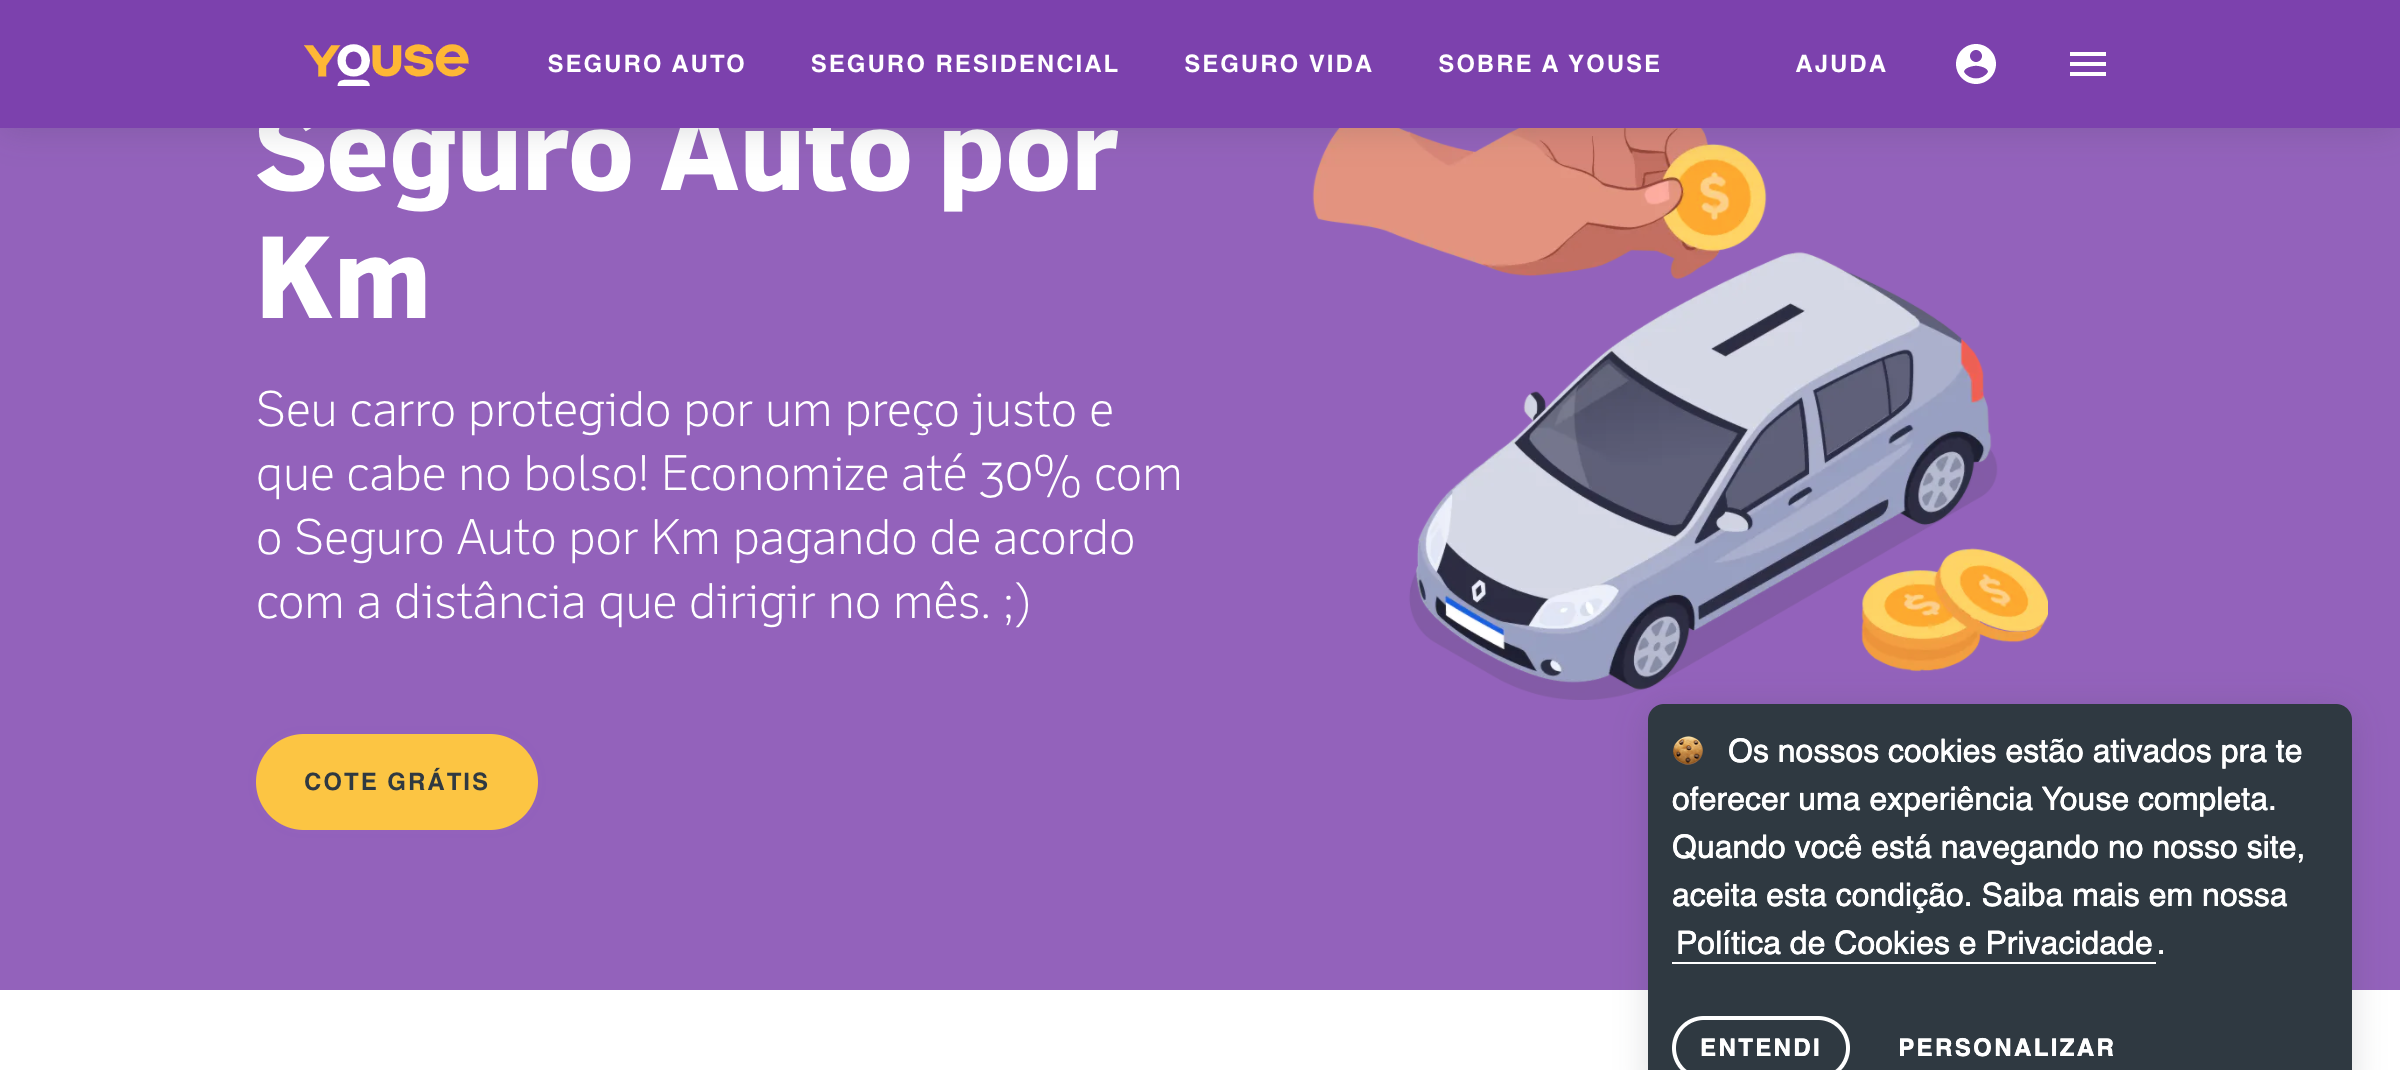 Youse SEGURO AUTO SEGURO RESIDENCIAL SEGURO VIDA SOBRE A YOUSE AJUDA
Seguro Auto por
Km
Seu carro protegido por um preço justo e
que cabe no bolso! Economize até 30% com
o Seguro Auto por Km pagando de acordo
com a distância que dirigir no mês. ;)
COTE GRÁTIS
🍪 Os nossos cookies estão ativados pra te
oferecer uma experiência Youse completa.
Quando você está navegando no nosso site,
aceita esta condição. Saiba mais em nossa
Política de Cookies e Privacidade.
ENTENDI PERSONALIZAR